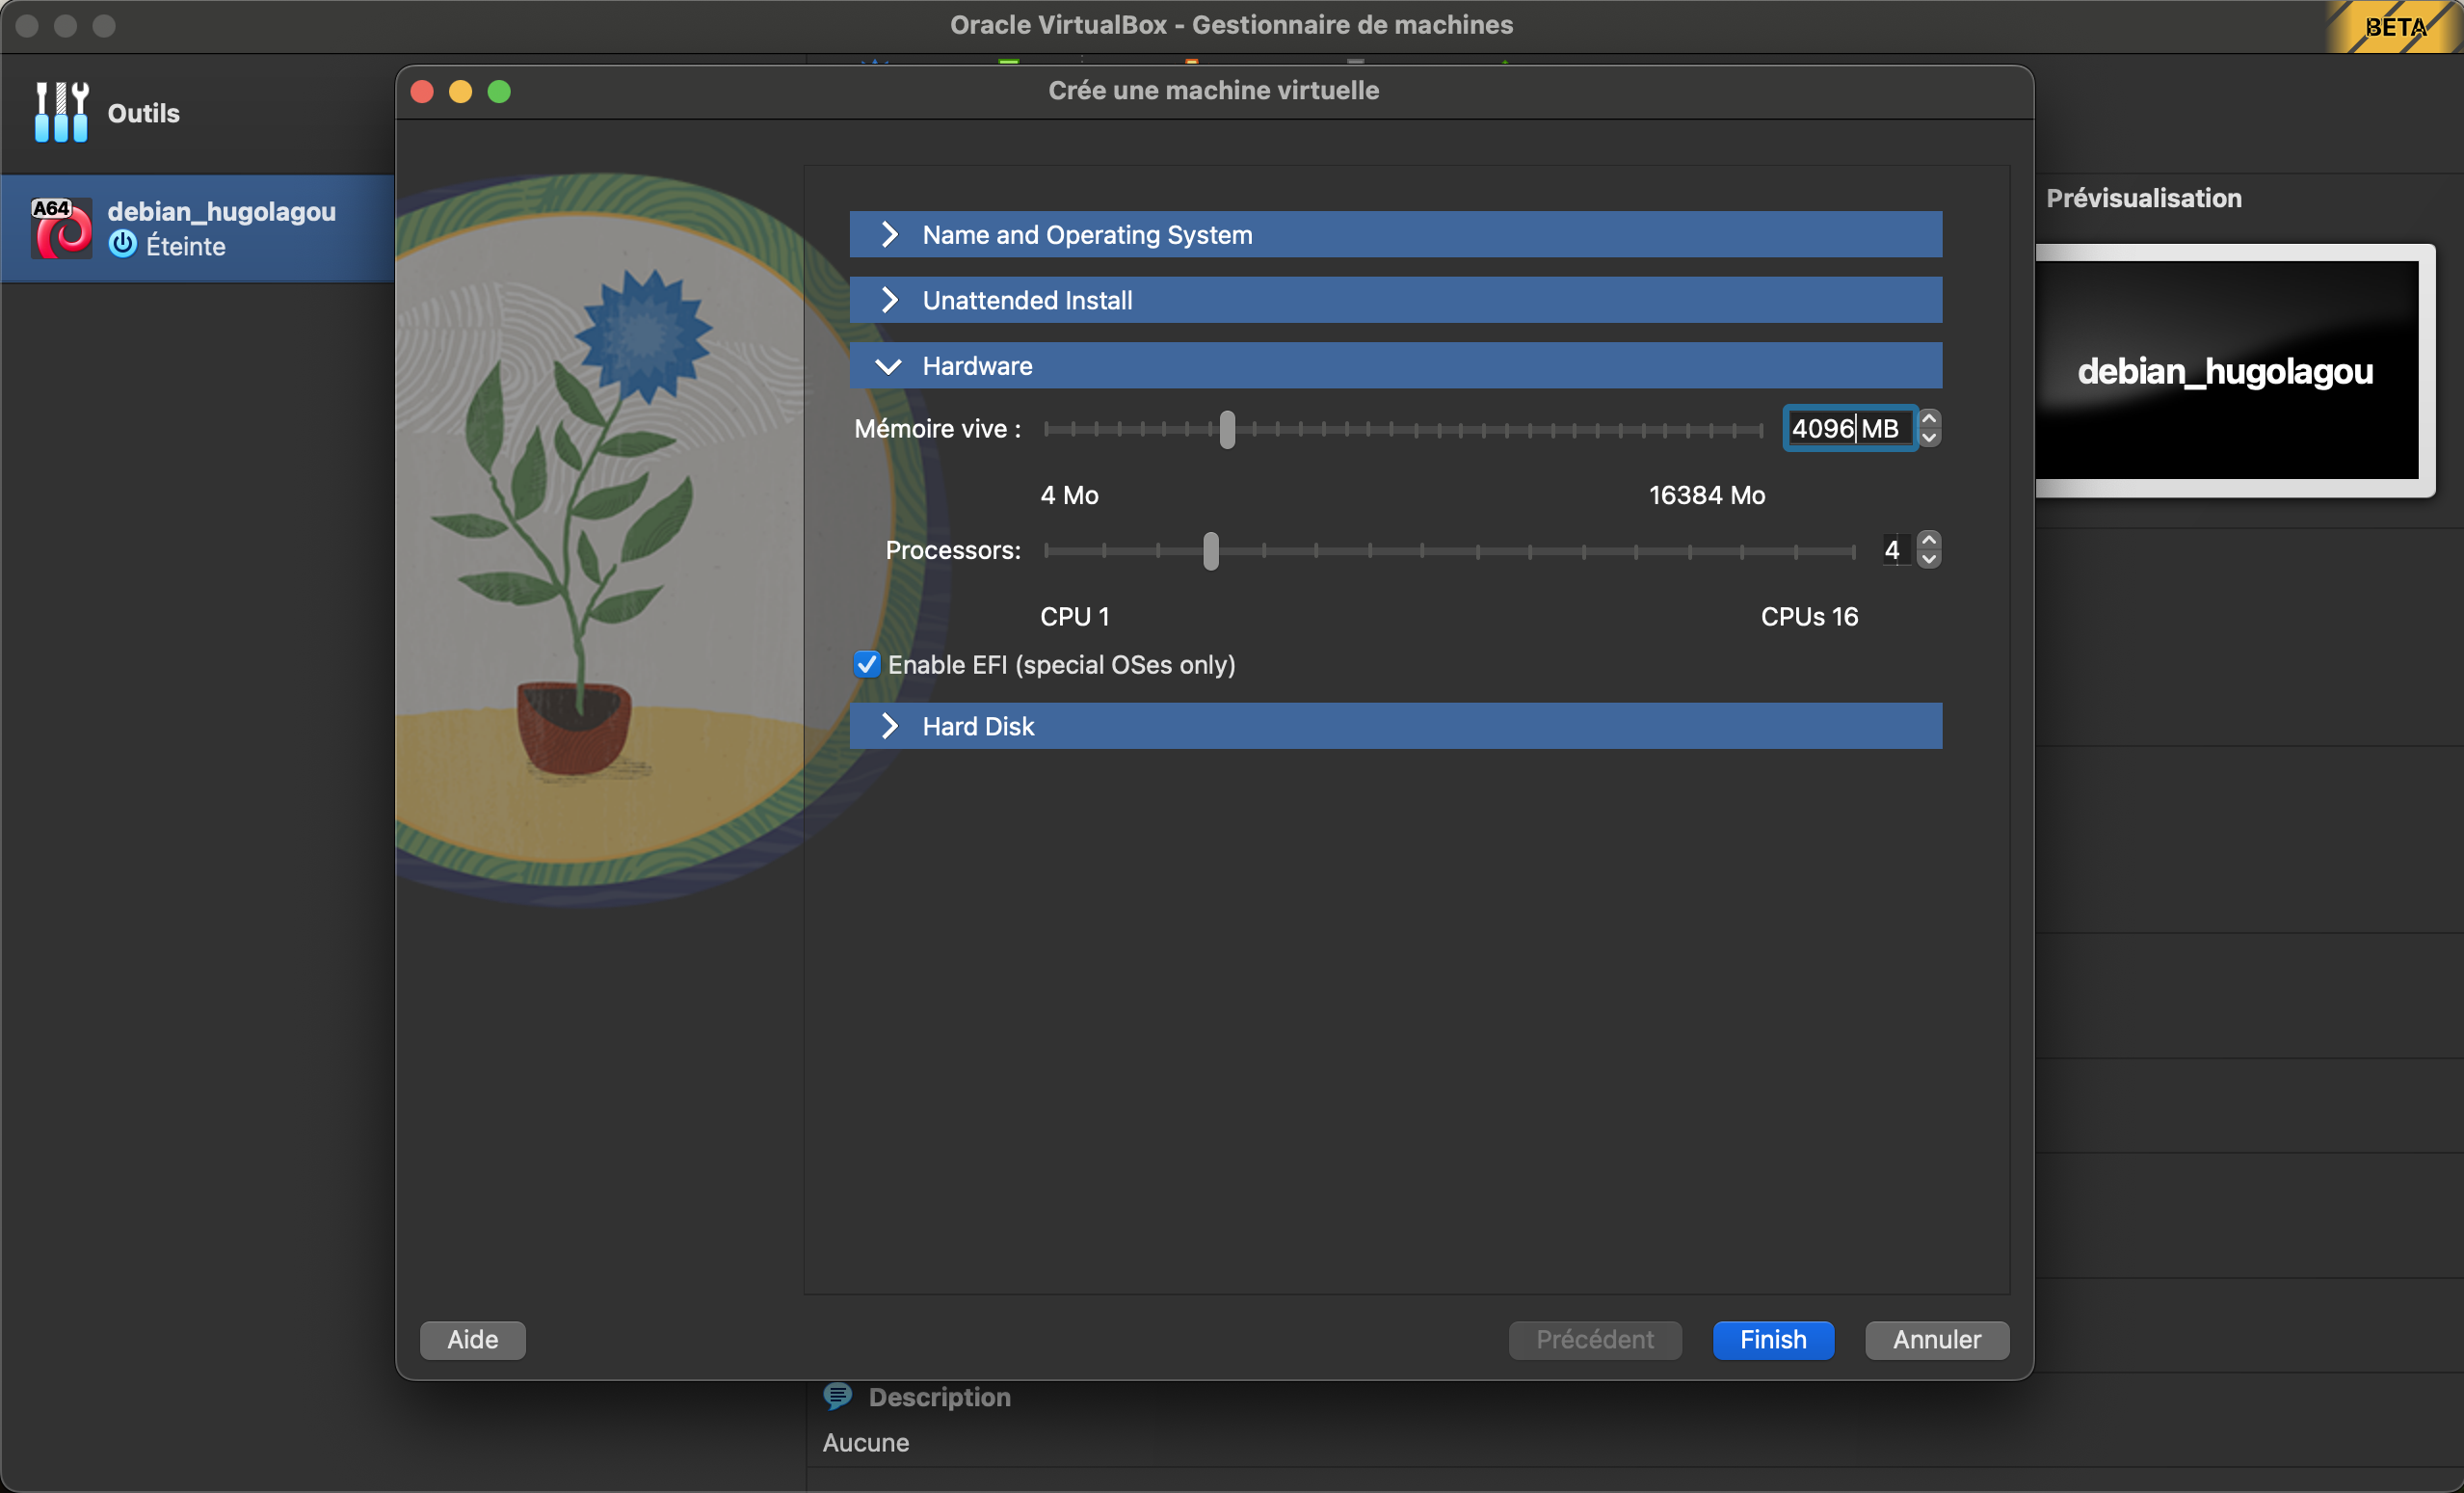 Oracle VirtualBox - Gestionnaire de machines
BETA
Outils
A64
debian_hugolagou
Éteinte
Crée une machine virtuelle
Name and Operating System
Unattended Install
Hardware
Mémoire vive :
4096 MB
4 Mo
16384 Mo
Processors:
4
CPU 1
CPUs 16
Enable EFI (special OSes only)
Hard Disk
Aide
Précédent
Finish
Annuler
Prévisualisation
debian_hugolagou
Description
Aucune